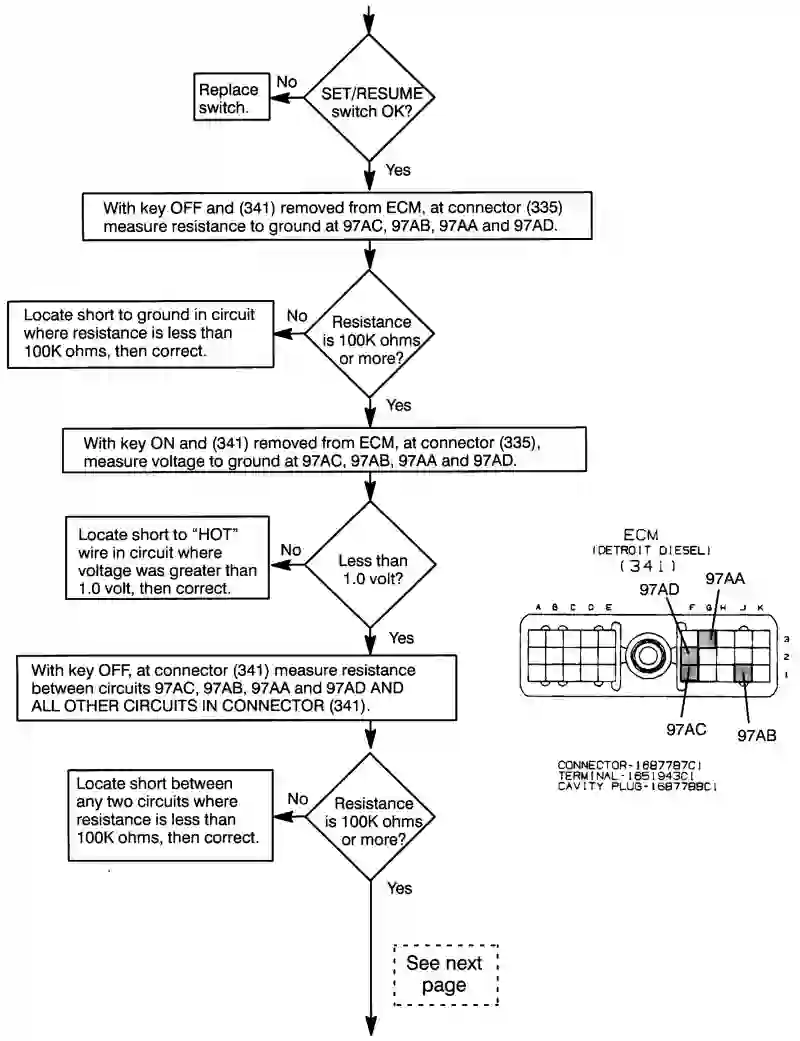 SET/RESUME
switch OK?
No
Replace
switch.
Yes
With key OFF and (341) removed from ECM, at connector (335)
measure resistance to ground at 97AC, 97AB, 97AA and 97AD.
Resistance
is 100K ohms
or more?
No
Locate short to ground in circuit
where resistance is less than
100K ohms, then correct.
Yes
With key ON and (341) removed from ECM, at connector (335),
measure voltage to ground at 97AC, 97AB, 97AA and 97AD.
Less than
1.0 volt?
No
Locate short to “HOT”
wire in circuit where
voltage was greater than
1.0 volt, then correct.
Yes
With key OFF, at connector (341) measure resistance
between circuits 97AC, 97AB, 97AA and 97AD AND
ALL OTHER CIRCUITS IN CONNECTOR (341).
Resistance
is 100K ohms
or more?
No
Locate short between
any two circuits where
resistance is less than
100K ohms, then correct.
Yes
See next
page
ECM
(DETROIT DIESEL)
(341)
97AA
97AD
A B C D E F G H J K
3
2
1
97AC
97AB
CONNECTOR-1687787C1
TERMINAL-1651943C1
CAVITY PLUG-1687788C1